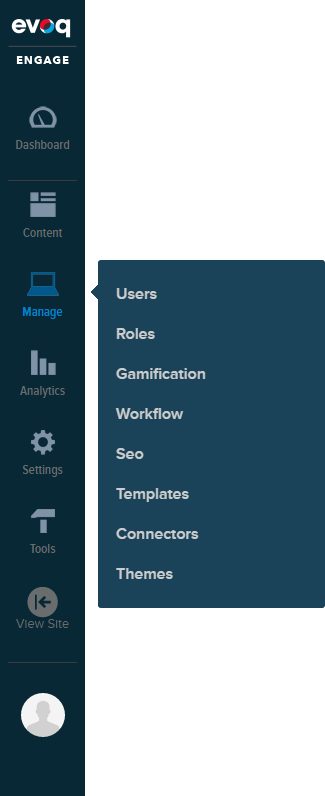 evoq
ENGAGE
Dashboard
Content
Manage
Analytics
Settings
Tools
View Site
Users
Roles
Gamification
Workflow
Seo
Templates
Connectors
Themes